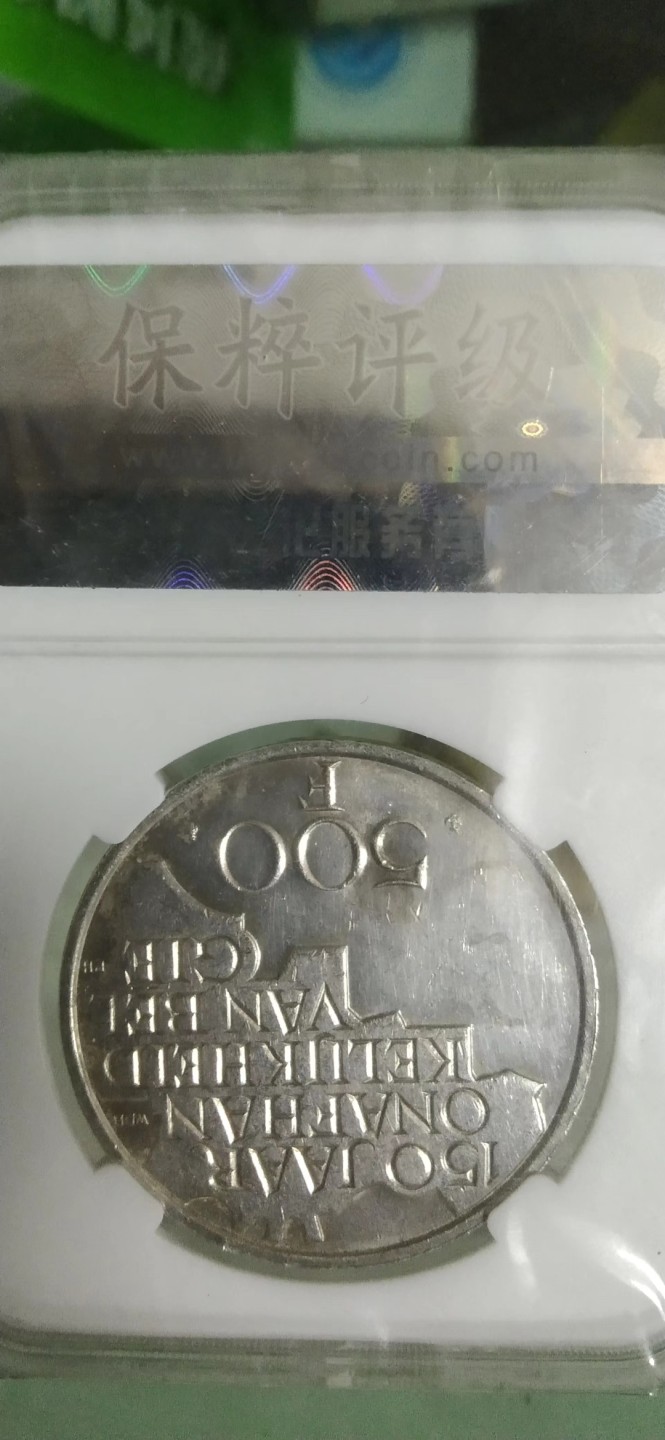 保粹评级
coin.com
服务
150 JAAR
ONAFHAN
KELIJKHEID
VAN BEL
GIE
500
F